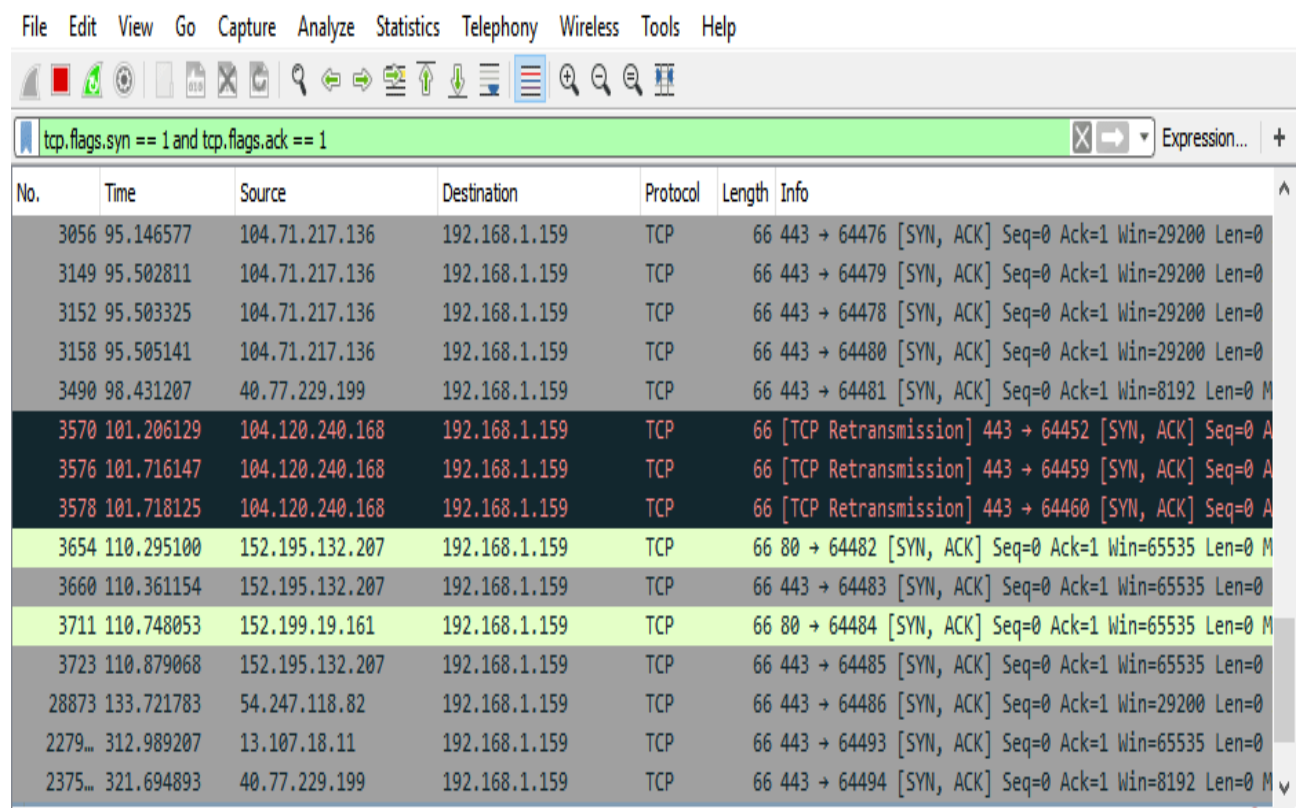 File Edit View Go Capture Analyze Statistics Telephony Wireless Tools Help
tcp.flags.syn == 1 and tcp.flags.ack == 1 Expression... +
No. Time Source Destination Protocol Length Info
3056 95.146577 104.71.217.136 192.168.1.159 TCP 66 443 → 64476 [SYN, ACK] Seq=0 Ack=1 Win=29200 Len=0
3149 95.502811 104.71.217.136 192.168.1.159 TCP 66 443 → 64479 [SYN, ACK] Seq=0 Ack=1 Win=29200 Len=0
3152 95.503325 104.71.217.136 192.168.1.159 TCP 66 443 → 64478 [SYN, ACK] Seq=0 Ack=1 Win=29200 Len=0
3158 95.505141 104.71.217.136 192.168.1.159 TCP 66 443 → 64480 [SYN, ACK] Seq=0 Ack=1 Win=29200 Len=0
3490 98.431207 40.77.229.199 192.168.1.159 TCP 66 443 → 64481 [SYN, ACK] Seq=0 Ack=1 Win=8192 Len=0 M
3570 101.206129 104.120.240.168 192.168.1.159 TCP 66 [TCP Retransmission] 443 → 64452 [SYN, ACK] Seq=0 A
3576 101.716147 104.120.240.168 192.168.1.159 TCP 66 [TCP Retransmission] 443 → 64459 [SYN, ACK] Seq=0 A
3578 101.718125 104.120.240.168 192.168.1.159 TCP 66 [TCP Retransmission] 443 → 64460 [SYN, ACK] Seq=0 A
3654 110.295100 152.195.132.207 192.168.1.159 TCP 66 80 → 64482 [SYN, ACK] Seq=0 Ack=1 Win=65535 Len=0 M
3660 110.361154 152.195.132.207 192.168.1.159 TCP 66 443 → 64483 [SYN, ACK] Seq=0 Ack=1 Win=65535 Len=0
3711 110.748053 152.199.19.161 192.168.1.159 TCP 66 80 → 64484 [SYN, ACK] Seq=0 Ack=1 Win=65535 Len=0 M
3723 110.879068 152.195.132.207 192.168.1.159 TCP 66 443 → 64485 [SYN, ACK] Seq=0 Ack=1 Win=65535 Len=0
28873 133.721783 54.247.118.82 192.168.1.159 TCP 66 443 → 64486 [SYN, ACK] Seq=0 Ack=1 Win=29200 Len=0
2279… 312.989207 13.107.18.11 192.168.1.159 TCP 66 443 → 64493 [SYN, ACK] Seq=0 Ack=1 Win=65535 Len=0
2375… 321.694893 40.77.229.199 192.168.1.159 TCP 66 443 → 64494 [SYN, ACK] Seq=0 Ack=1 Win=8192 Len=0 M